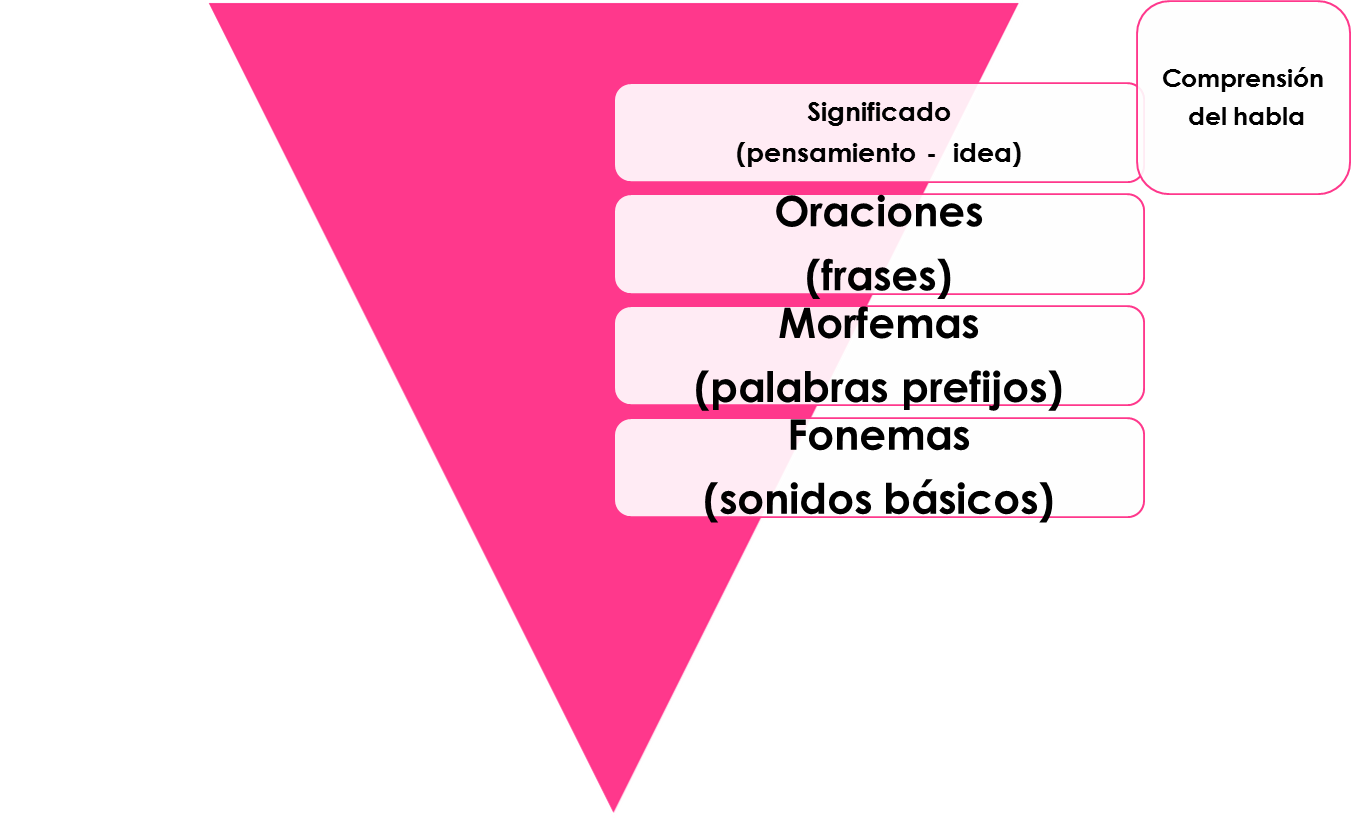 Comprensión
del habla
Significado
(pensamiento - idea)
Oraciones
(frases)
Morfemas
(palabras prefijos)
Fonemas
(sonidos básicos)